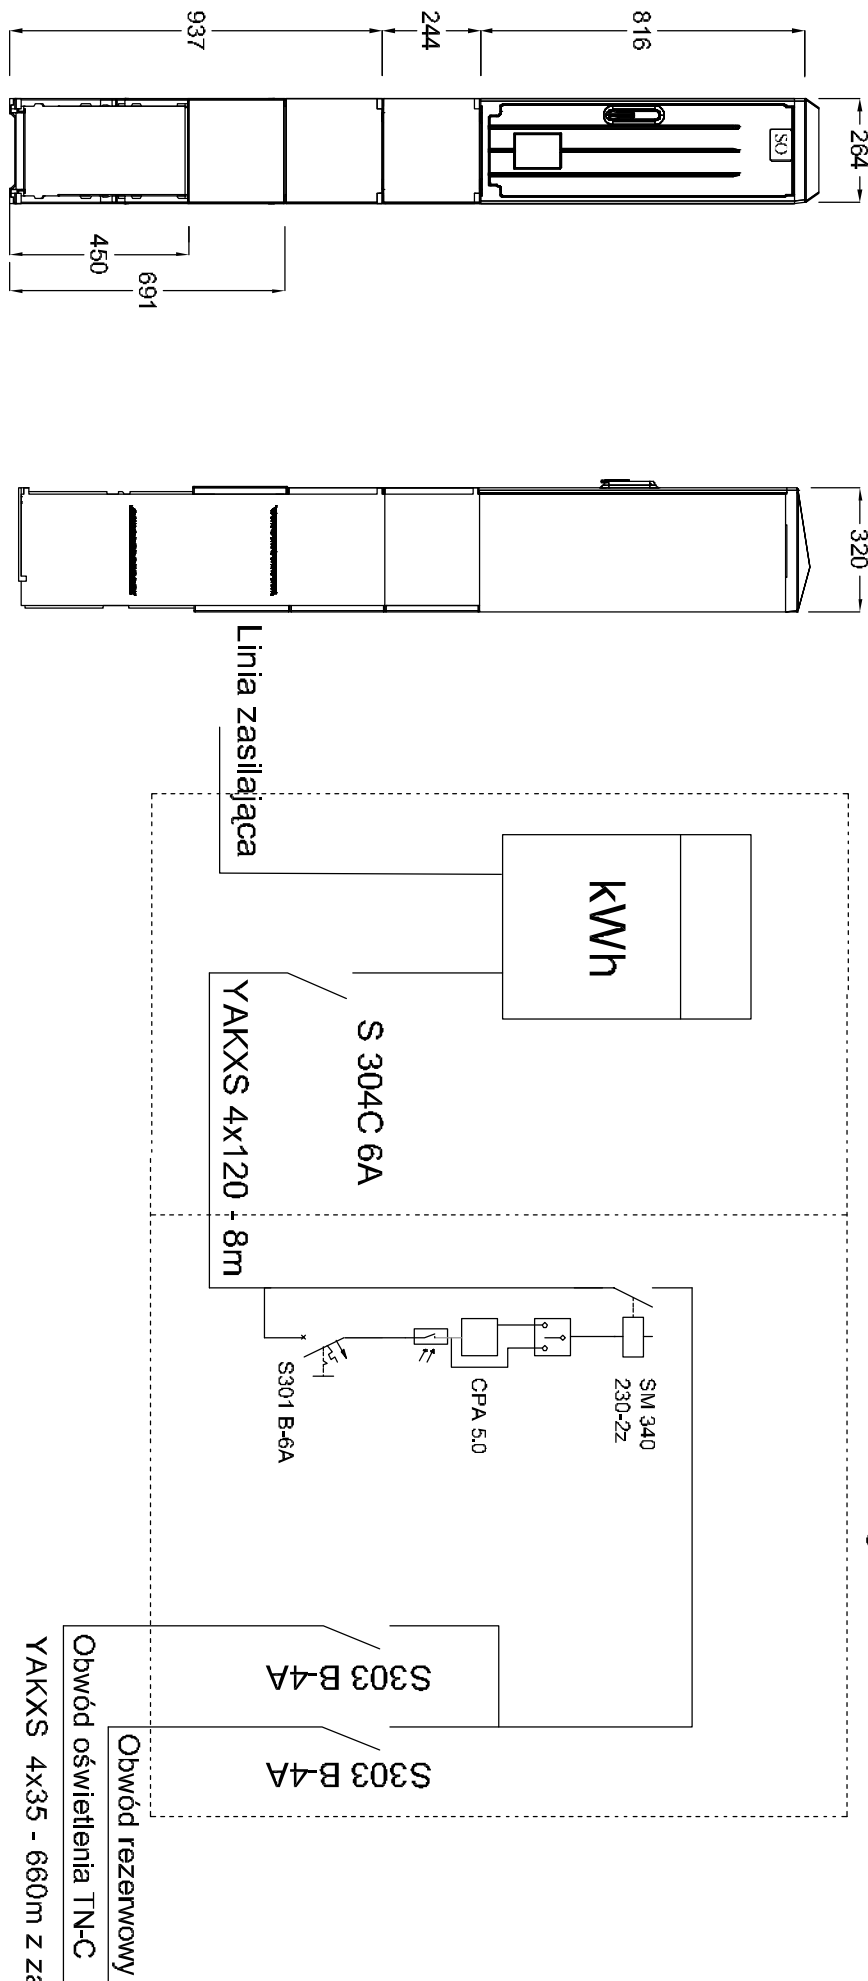 937
244
816
264
SO
450
691
320
Linia zasilająca
kWh
S 304C 6A
YAKXS 4x120 - 8m
SM 340
230-2z
CPA 5.0
S301 B-6A
S303 B-4A
S303 B-4A
Obwód rezerwowy
Obwód oświetlenia TN-C
YAKXS 4x35 - 660m z za